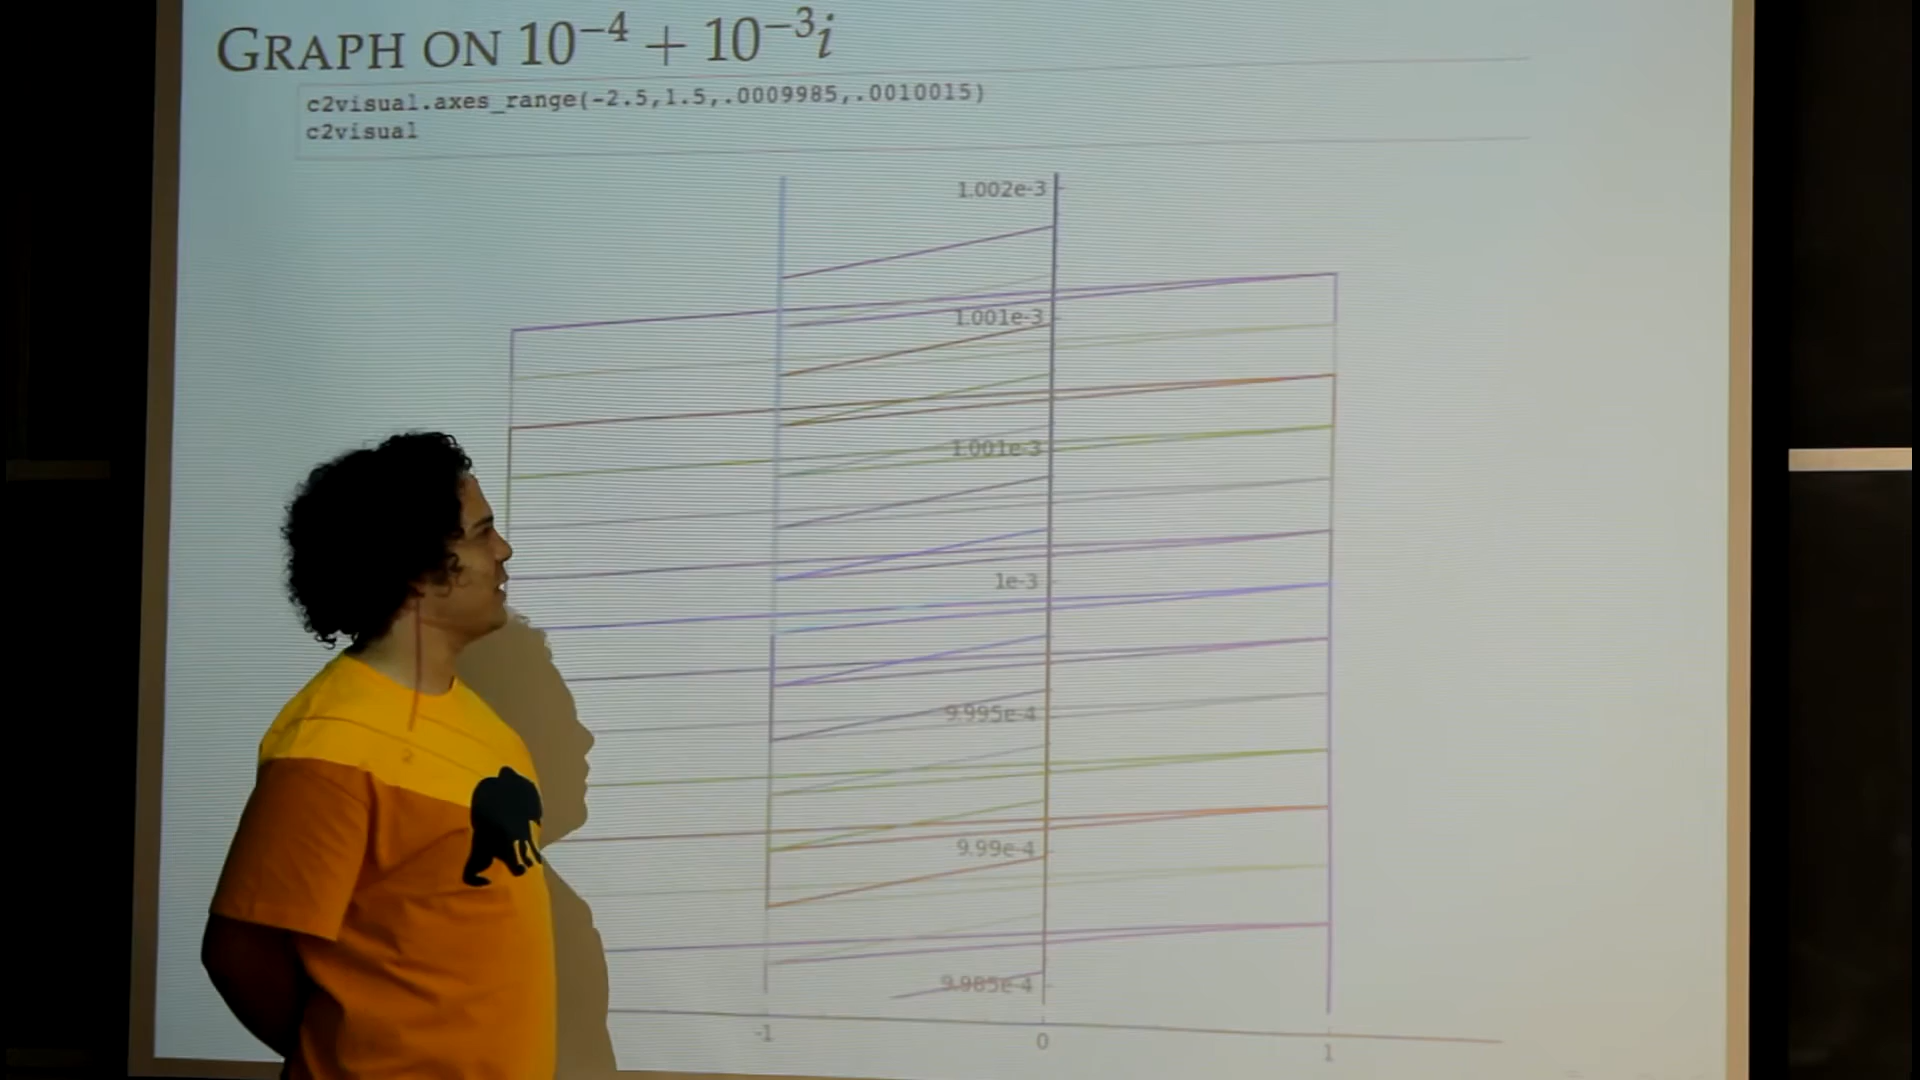 GRAPH ON 10⁻⁴ + 10⁻³i
c2visual.axes_range(-2.5,1.5,.0009985,.0010015)
c2visual
1.002e-3
1.001e-3
1.001e-3
1e-3
9.995e-4
9.99e-4
9.985e-4
-1
0
1